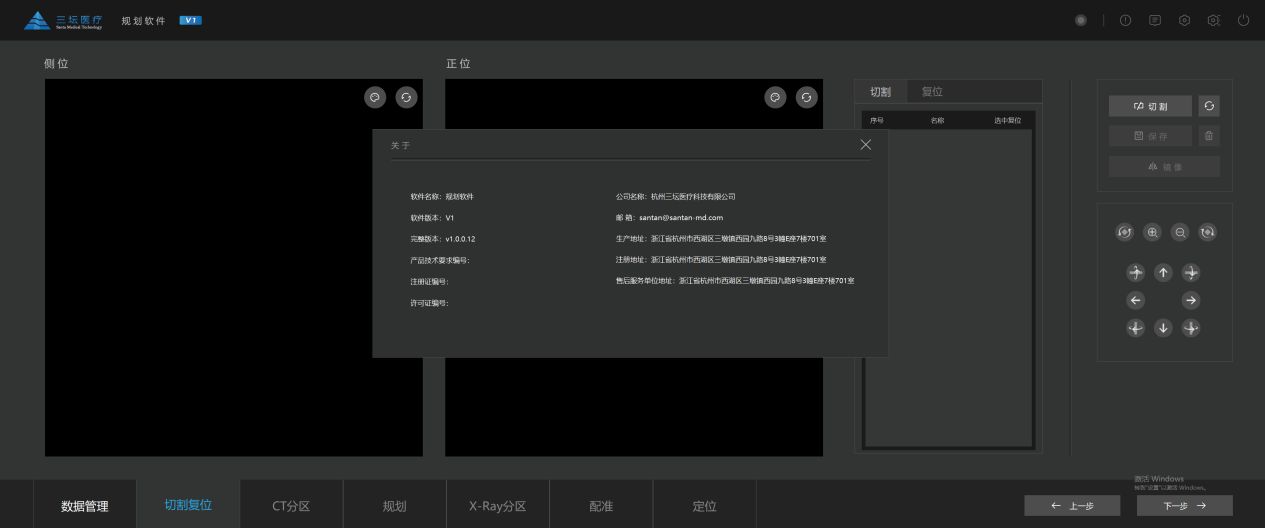 三坛医疗 规划软件 V1
Santa Medical Technology
侧位
正位
切割 复位
序号 名称 选中复位
切割
保存
镜像
关于
软件名称：规划软件
软件版本：V1
完整版本：v1.0.0.12
产品技术要求编号：
注册证编号：
许可证编号：
公司名称：杭州三坛医疗科技有限公司
邮 箱：santan@santan-md.com
生产地址：浙江省杭州市西湖区三墩镇西园九路8号3幢E座7楼701室
注册地址：浙江省杭州市西湖区三墩镇西园九路8号3幢E座7楼701室
售后服务单位地址：浙江省杭州市西湖区三墩镇西园九路8号3幢E座7楼701室
数据管理 切割复位 CT分区 规划 X-Ray分区 配准 定位
激活 Windows
转到"设置"以激活 Windows。
上一步 下一步